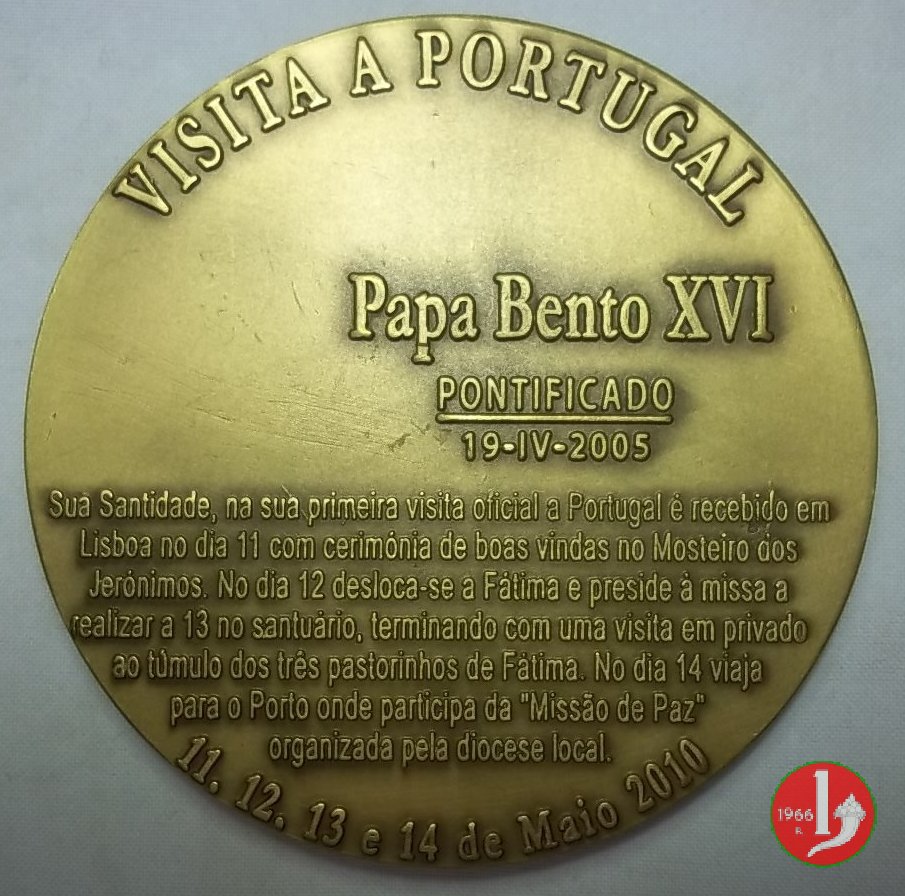 VISITA A PORTUGAL
Papa Bento XVI
PONTIFICADO
19-IV-2005
Sua Santidade, na sua primeira visita oficial a Portugal é recebido em
Lisboa no dia 11 com cerimónia de boas vindas no Mosteiro dos
Jerónimos. No dia 12 desloca-se a Fátima e preside à missa a
realizar a 13 no santuário, terminando com uma visita em privado
ao túmulo dos três pastorinhos de Fátima. No dia 14 viaja
para o Porto onde participa da "Missão de Paz"
organizada pela diocese local.
11. 12. 13 e 14 de Maio 2010
1966
R.